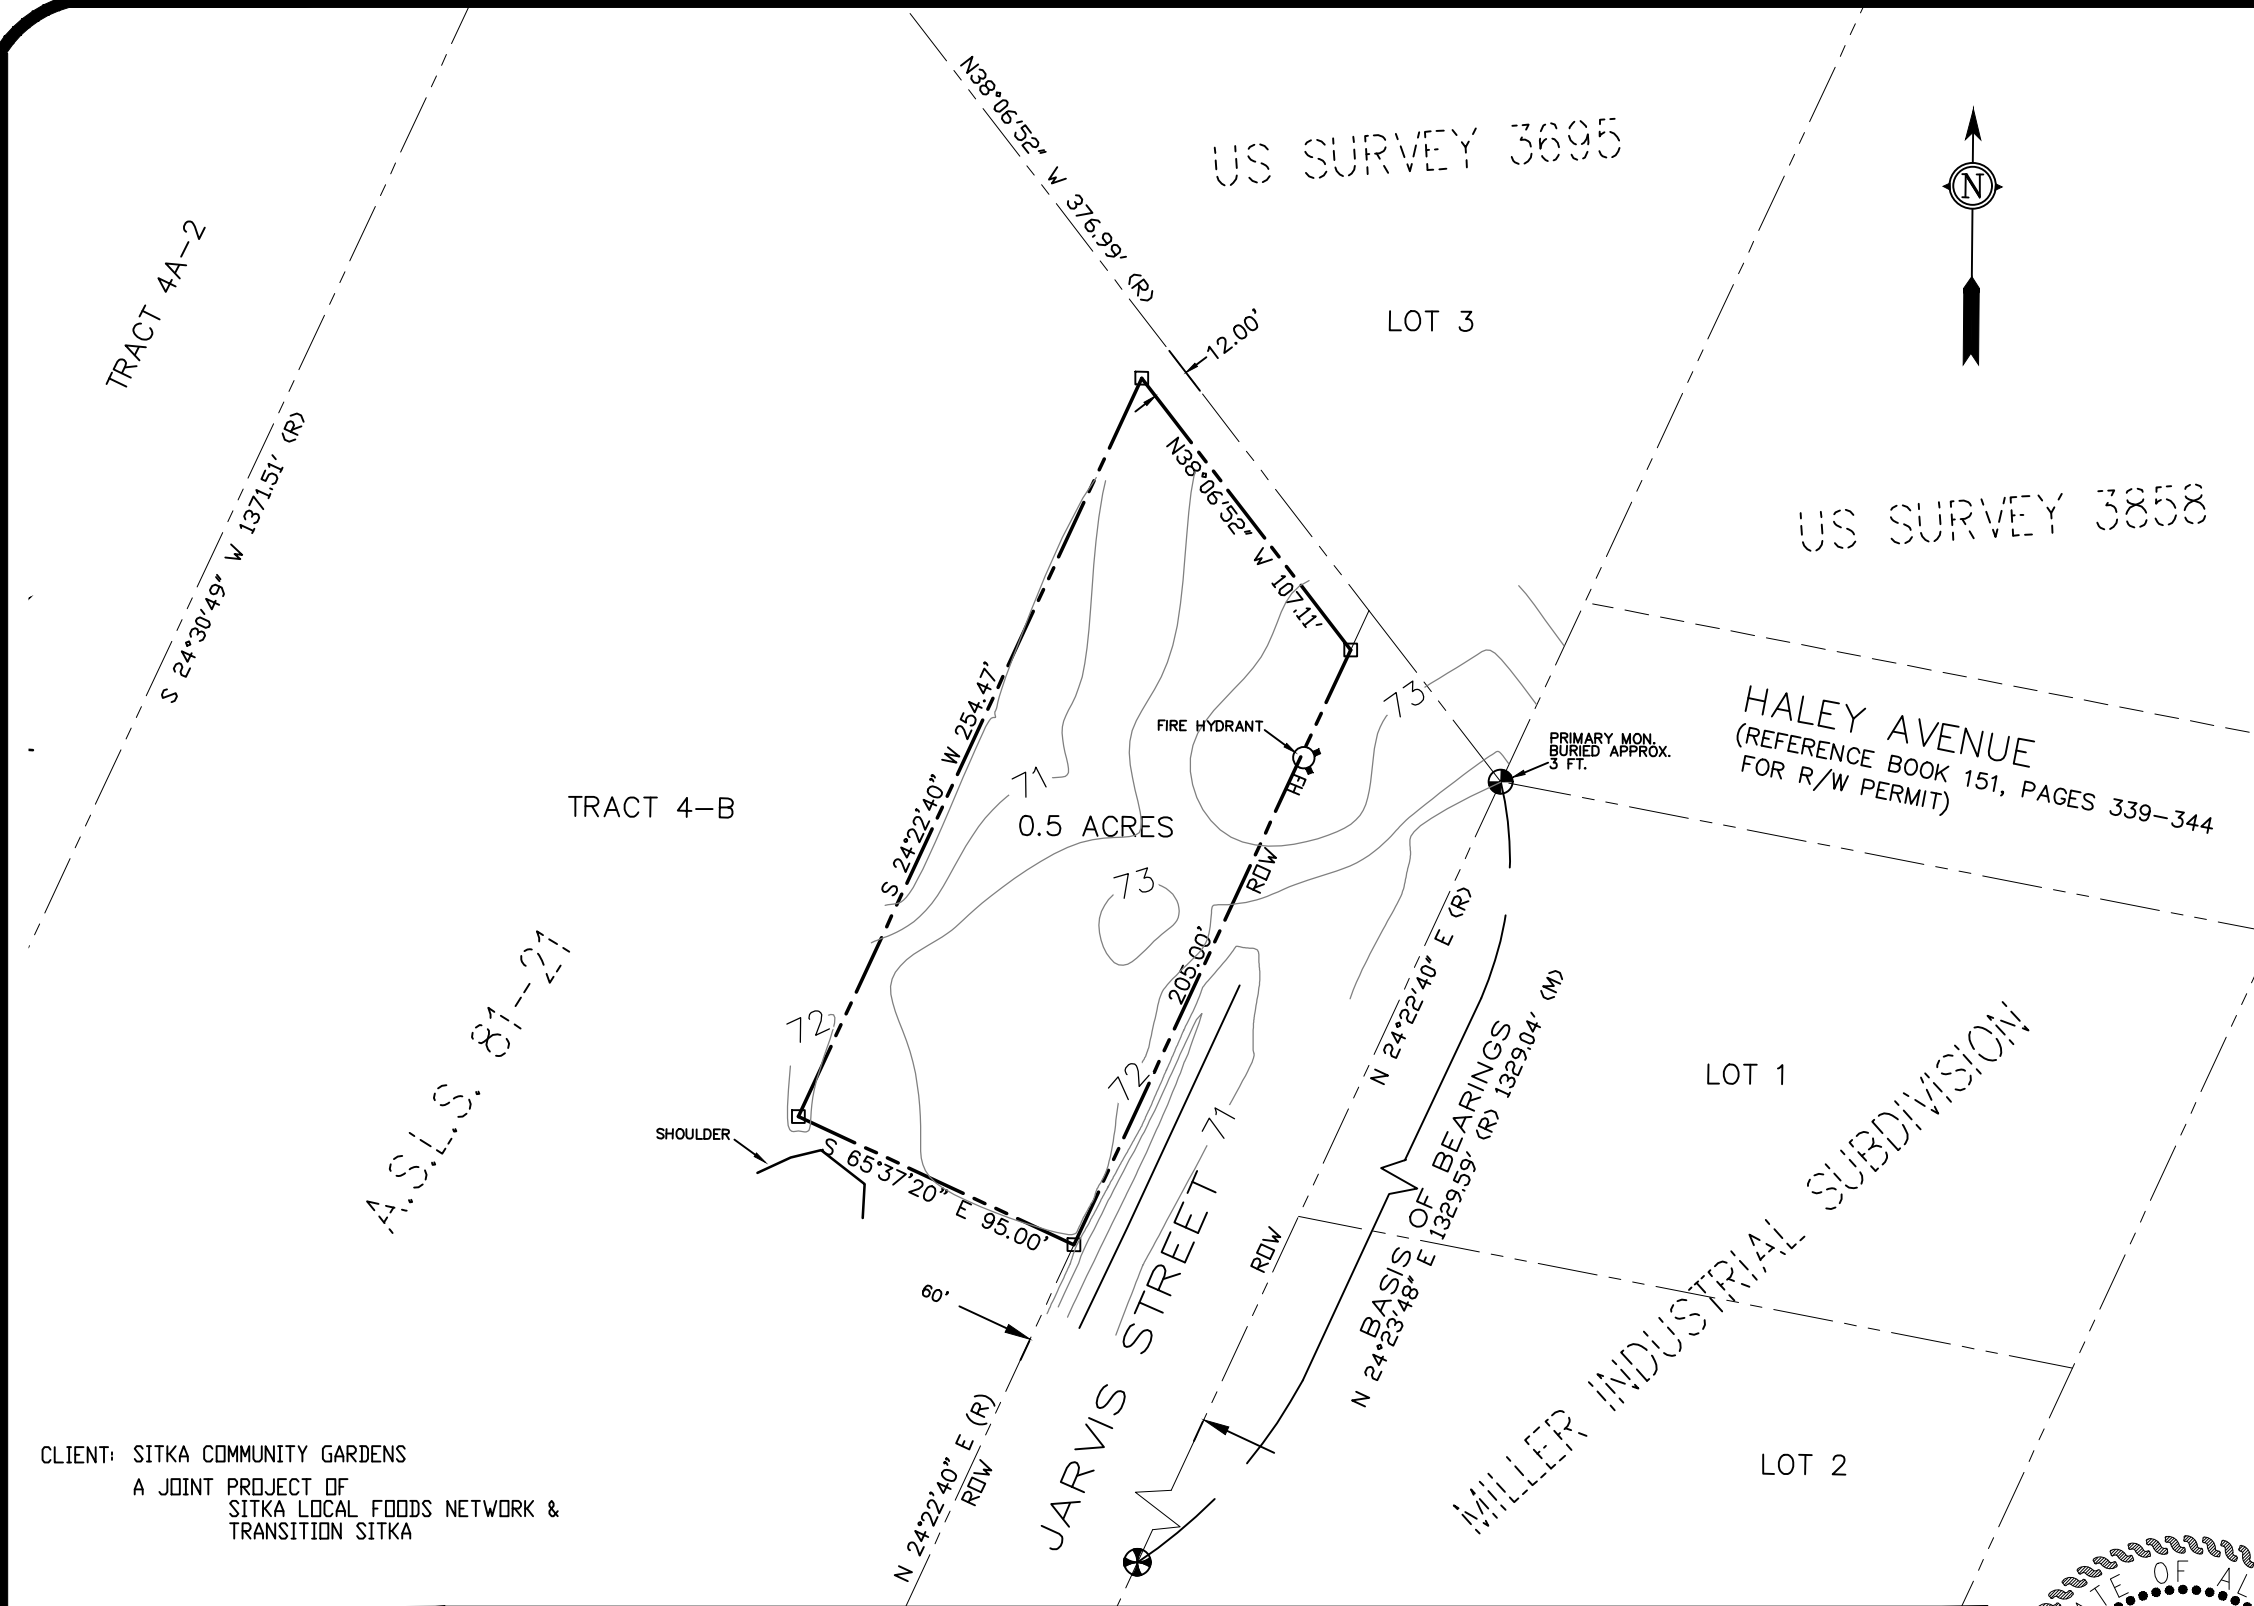 N38°06'52" W 376.99' (R)
US SURVEY 3695
N
TRACT 4A-2
12.00'
LOT 3
S 24°30'49" W 1371.51' (R)
N38°06'52" W 107.11'
US SURVEY 3858
S 24°22'40" W 254.47'
73
FIRE HYDRANT
FH
HALEY AVENUE
(REFERENCE BOOK 151, PAGES 339-344
FOR R/W PERMIT)
PRIMARY MON.
BURIED APPROX.
3 FT.
71
TRACT 4-B
0.5 ACRES
73
ROW
205.00'
N 24°22'40" E (R)
A.S.L.S. 81-21
72
72
71
SHOULDER
S 65°37'20" E 95.00'
BASIS OF BEARINGS
N 24°23'48" E 1329.59' (R) 1329.04' (M)
LOT 1
MILLER INDUSTRIAL SUBDIVISION
ROW
60'
JARVIS STREET
N 24°22'40" E (R)
ROW
LOT 2
CLIENT: SITKA COMMUNITY GARDENS
A JOINT PROJECT OF
SITKA LOCAL FOODS NETWORK &
TRANSITION SITKA
TE OF AL